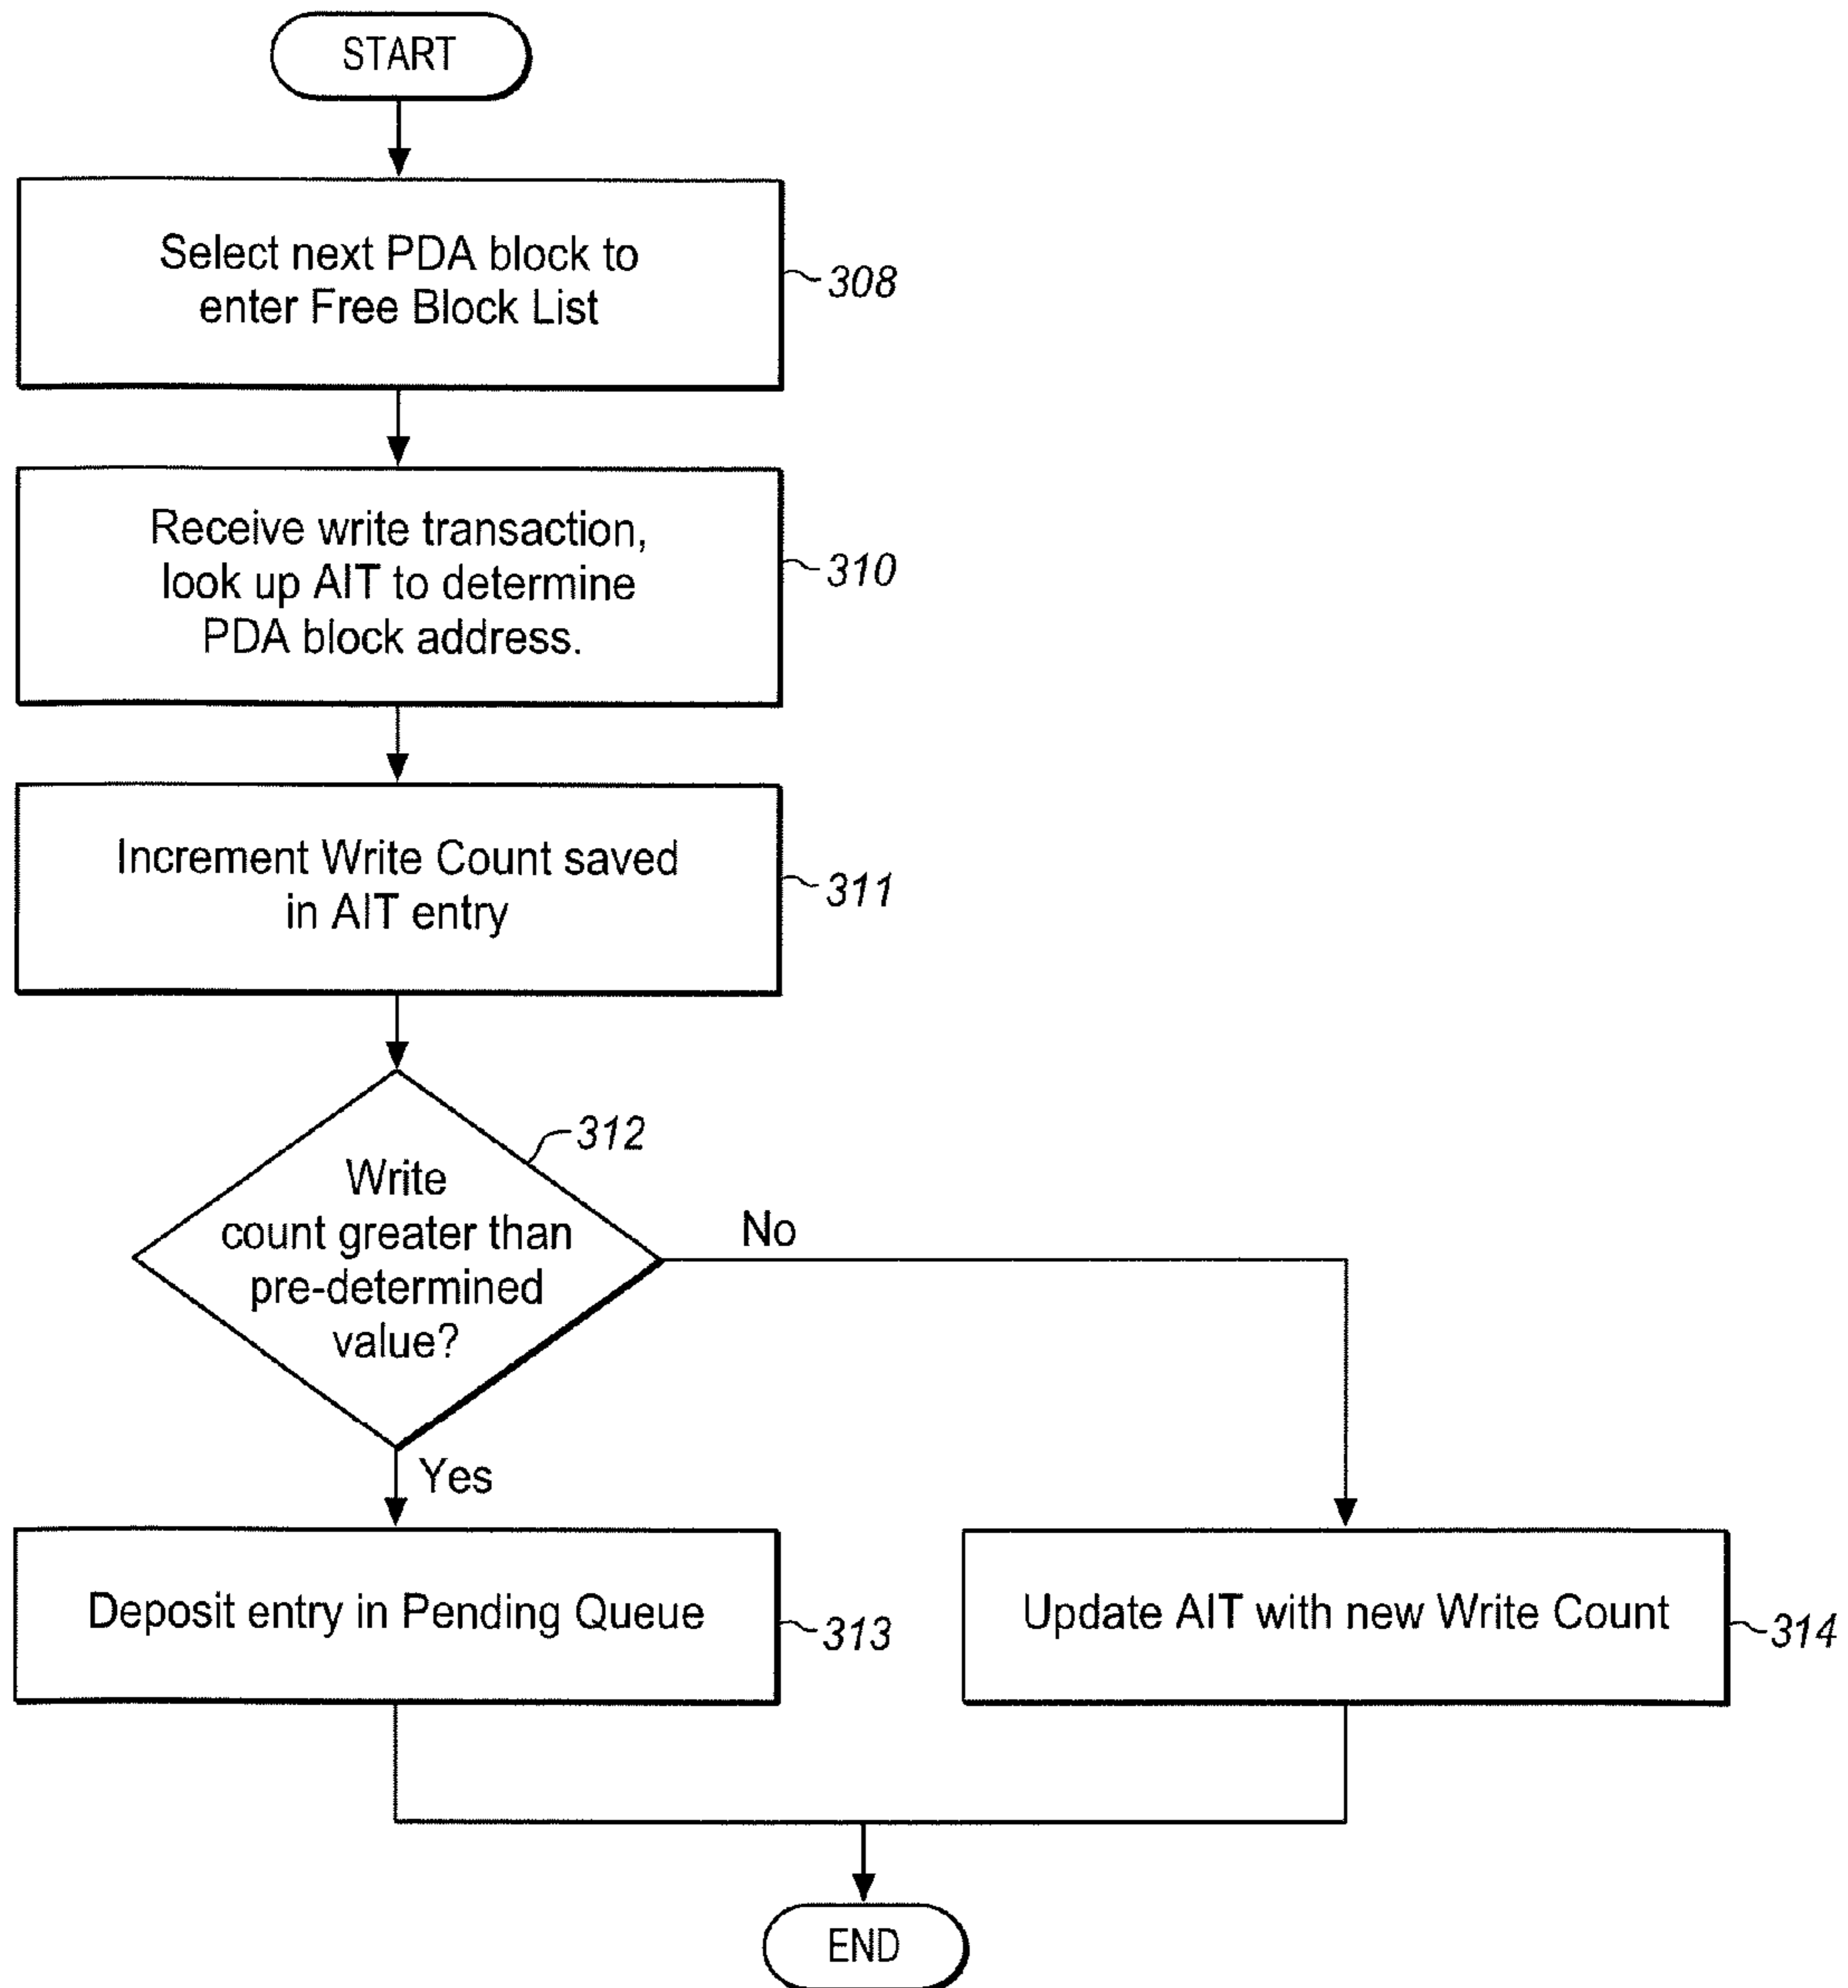 START
Select next PDA block to
enter Free Block List
308
Receive write transaction,
look up AIT to determine
PDA block address.
310
Increment Write Count saved
in AIT entry
311
312
Write
count greater than
pre-determined
value?
No
Yes
Deposit entry in Pending Queue
313
Update AIT with new Write Count
314
END